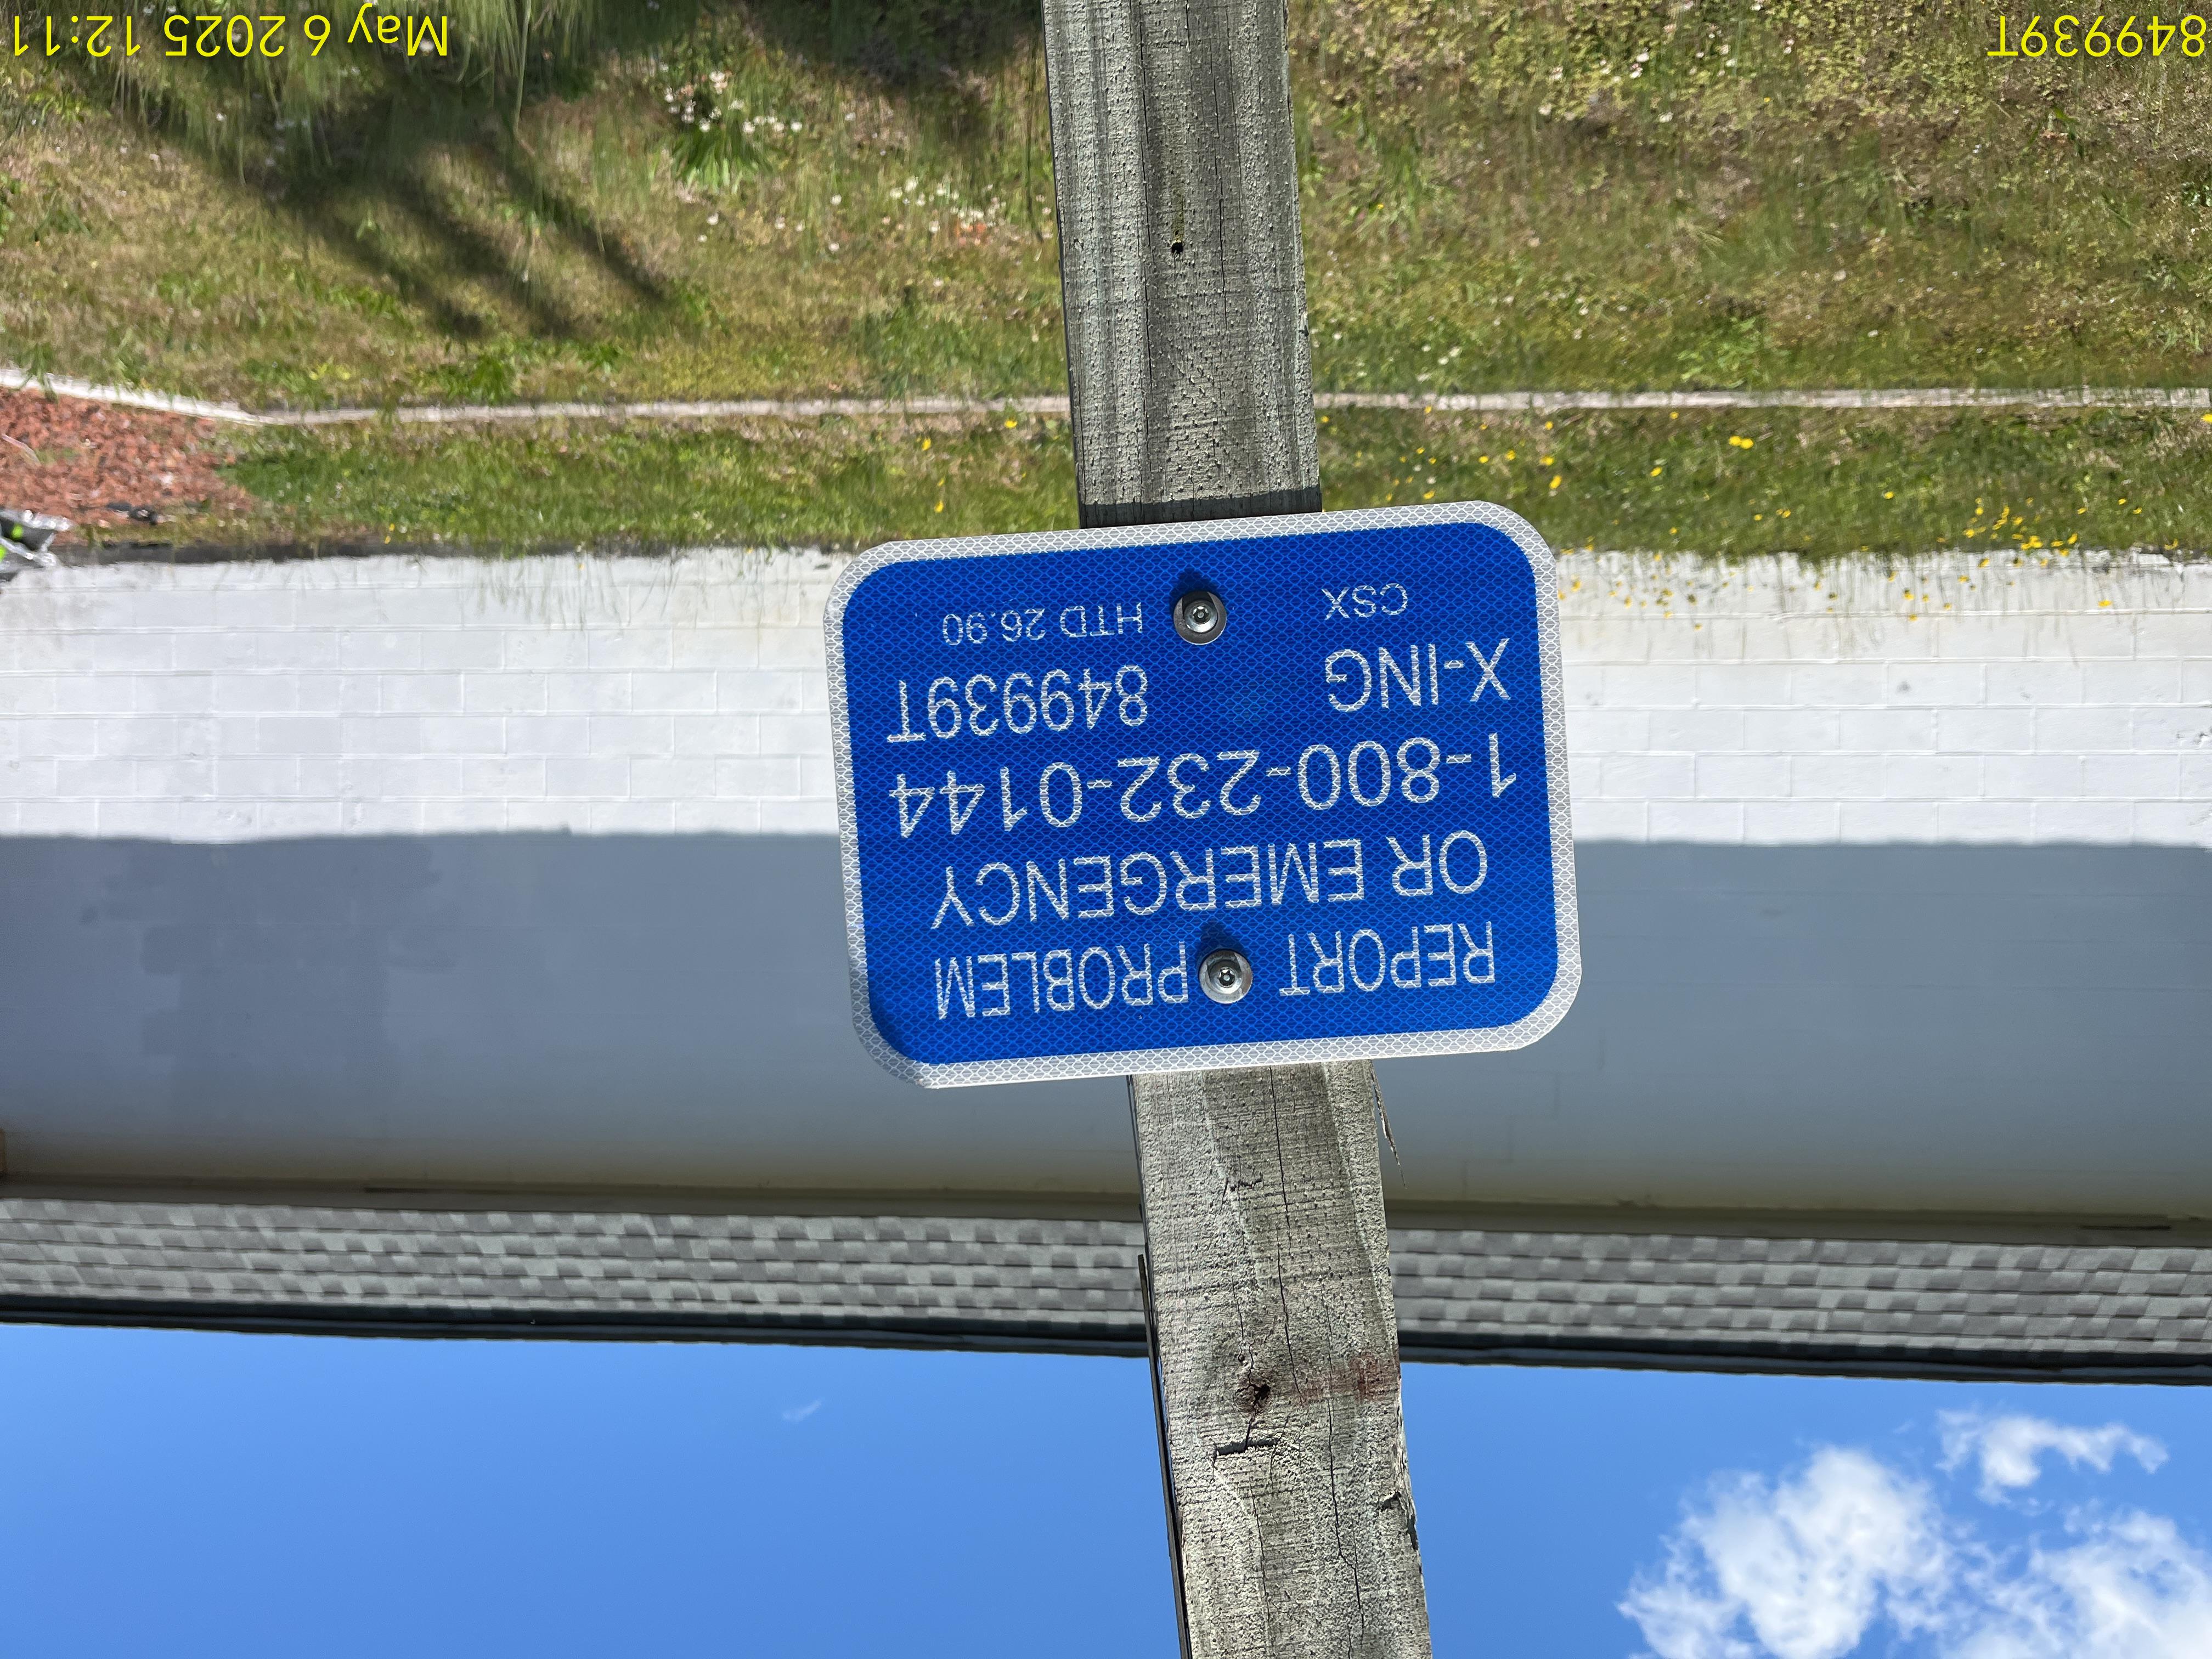 REPORT PROBLEM
OR EMERGENCY
1-800-232-0144
X-ING 849939T
CSX HTD 26.90
849939T May 6 2025 12:11